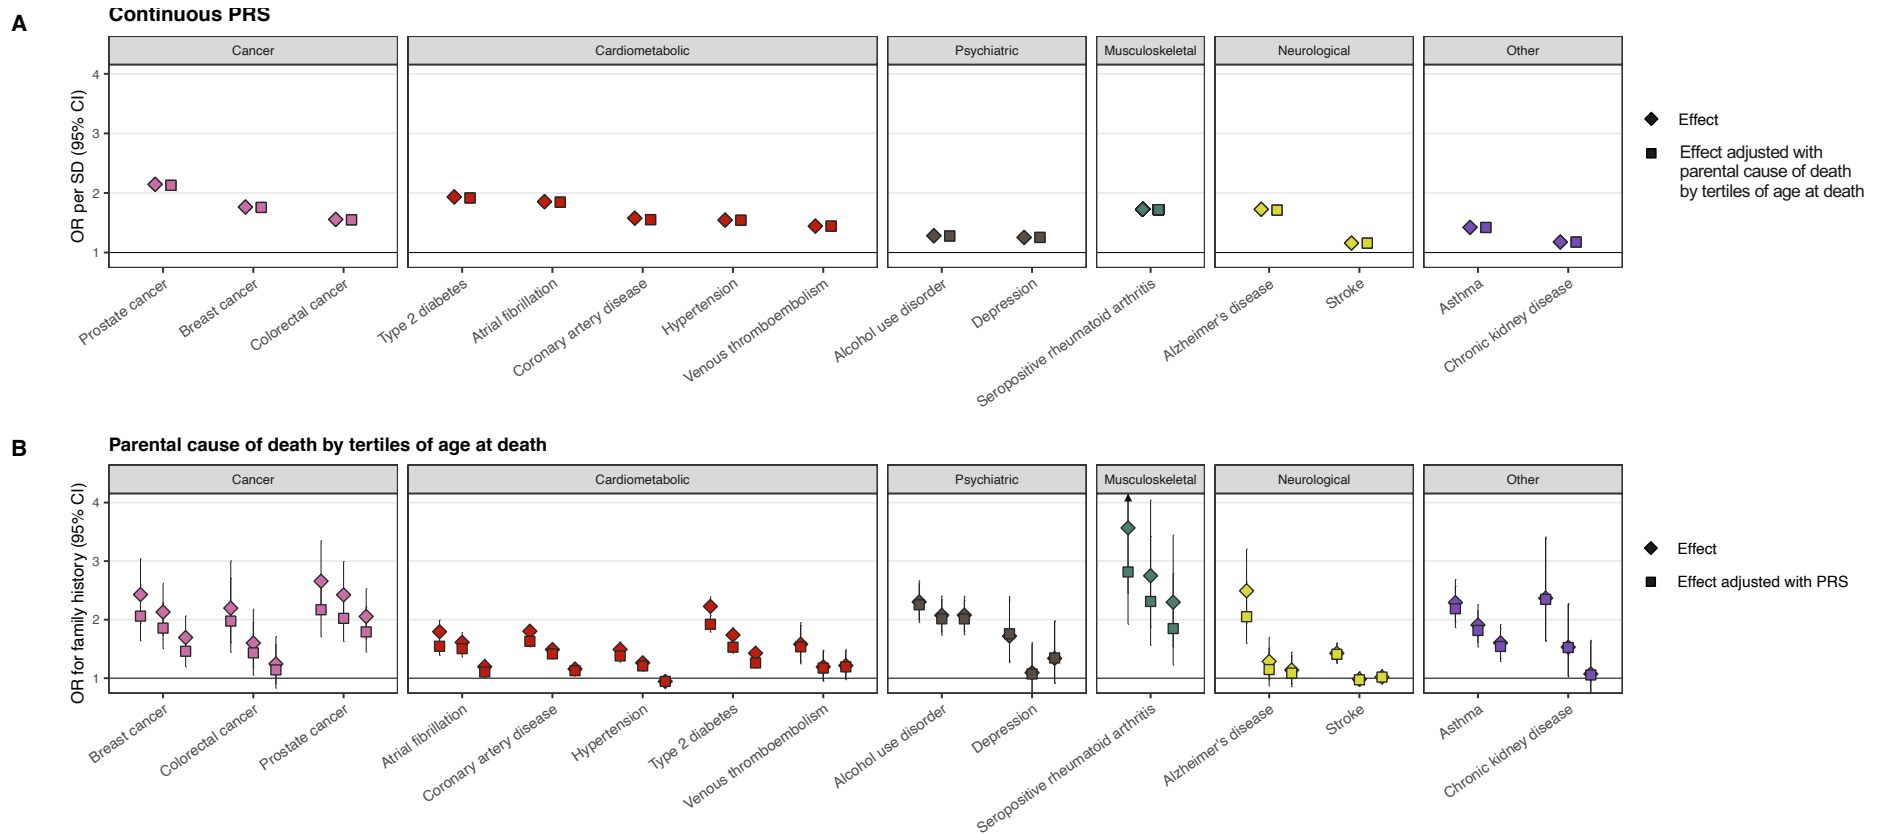 A
Continuous PRS
Cancer
Cardiometabolic
Psychiatric
Musculoskeletal
Neurological
Other
OR per SD (95% CI)
4
3
2
1
Prostate cancer
Breast cancer
Colorectal cancer
Type 2 diabetes
Atrial fibrillation
Coronary artery disease
Hypertension
Venous thromboembolism
Alcohol use disorder
Depression
Seropositive rheumatoid arthritis
Alzheimer's disease
Stroke
Asthma
Chronic kidney disease
Effect
Effect adjusted with
parental cause of death
by tertiles of age at death
B
Parental cause of death by tertiles of age at death
Cancer
Cardiometabolic
Psychiatric
Musculoskeletal
Neurological
Other
OR for family history (95% CI)
4
3
2
1
Breast cancer
Colorectal cancer
Prostate cancer
Atrial fibrillation
Coronary artery disease
Hypertension
Type 2 diabetes
Venous thromboembolism
Alcohol use disorder
Depression
Seropositive rheumatoid arthritis
Alzheimer's disease
Stroke
Asthma
Chronic kidney disease
Effect
Effect adjusted with PRS